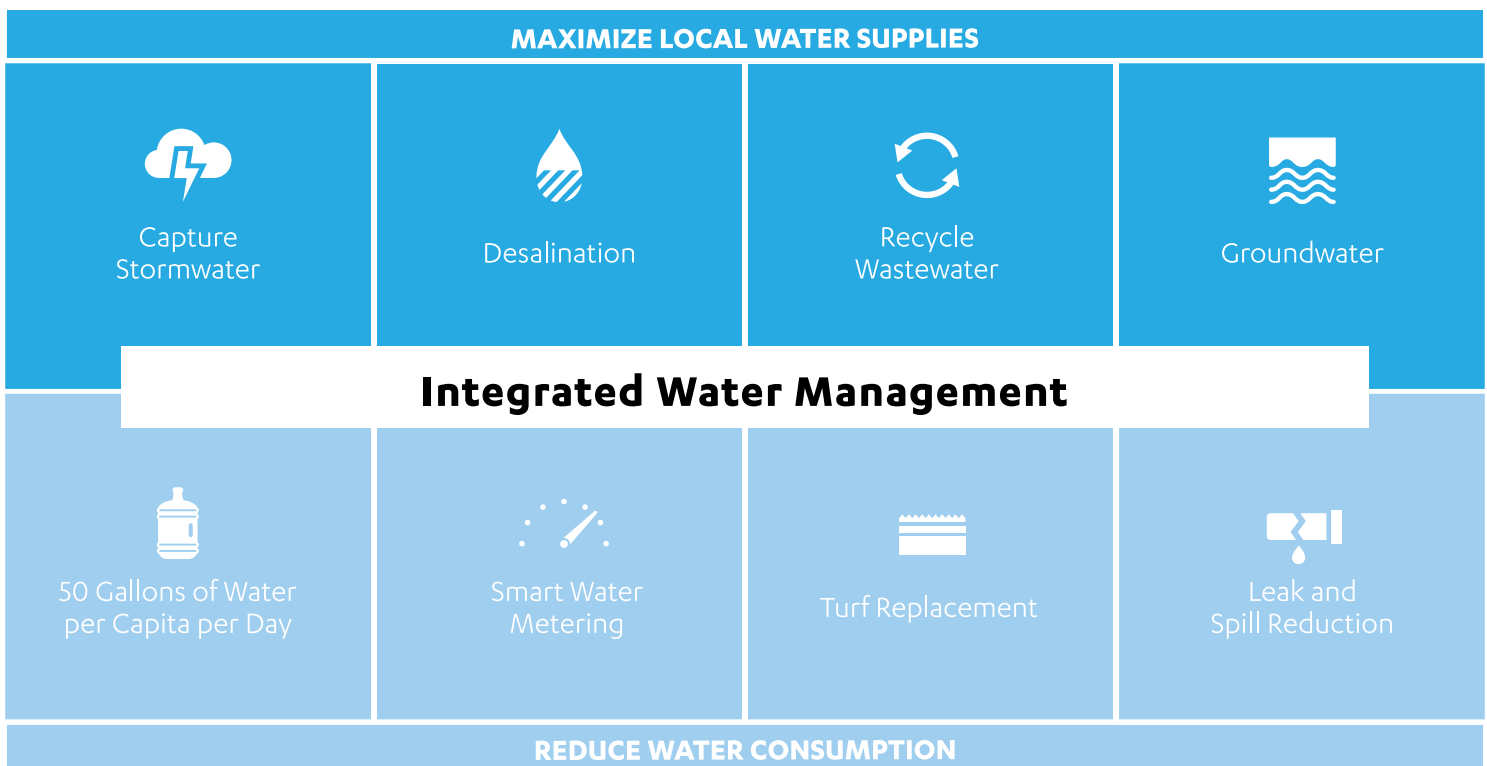 MAXIMIZE LOCAL WATER SUPPLIES
Capture
Stormwater
Desalination
Recycle
Wastewater
Groundwater
Integrated Water Management
50 Gallons of Water
per Capita per Day
Smart Water
Metering
Turf Replacement
Leak and
Spill Reduction
REDUCE WATER CONSUMPTION